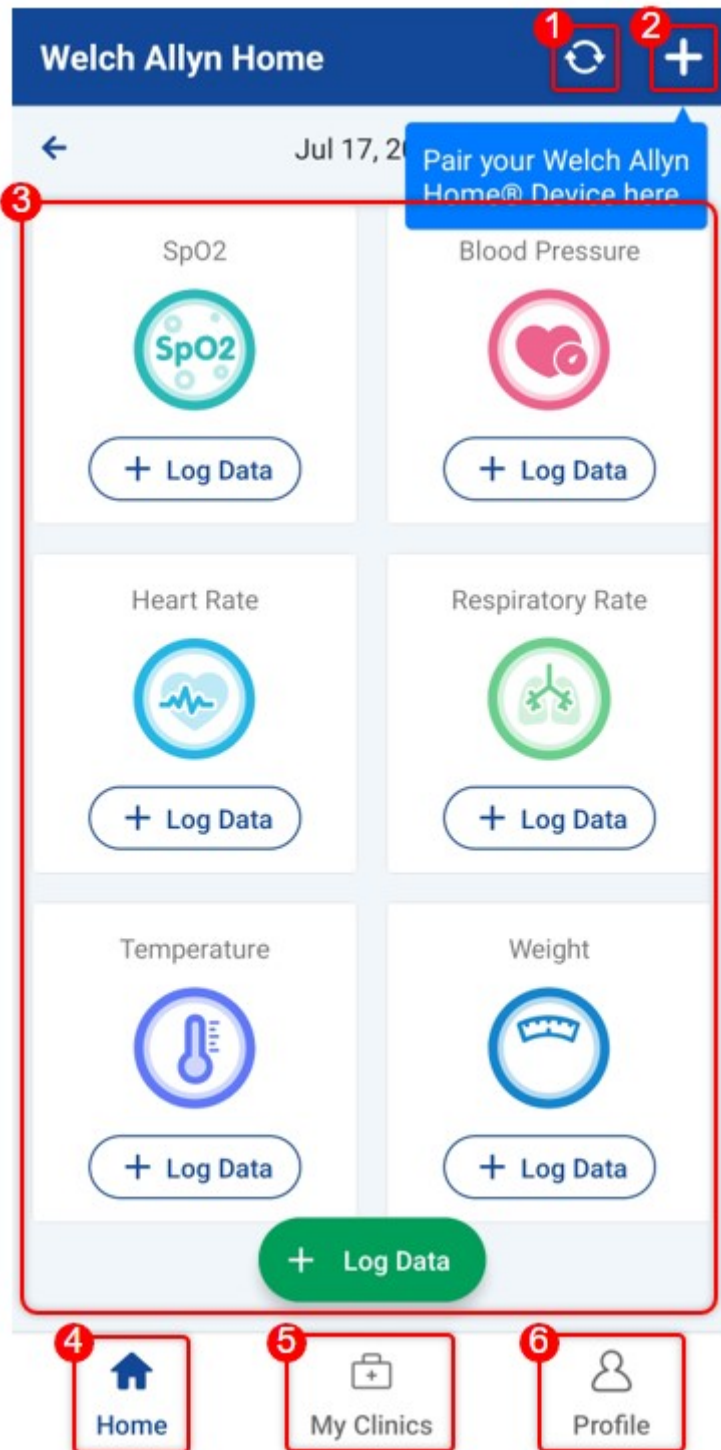 1 2
Welch Allyn Home
Jul 17, 20
Pair your Welch Allyn
Home® Device here
3
SpO2 Blood Pressure
SpO2
+ Log Data + Log Data
Heart Rate Respiratory Rate
+ Log Data + Log Data
Temperature Weight
+ Log Data + Log Data
+ Log Data
4 5 6
Home My Clinics Profile